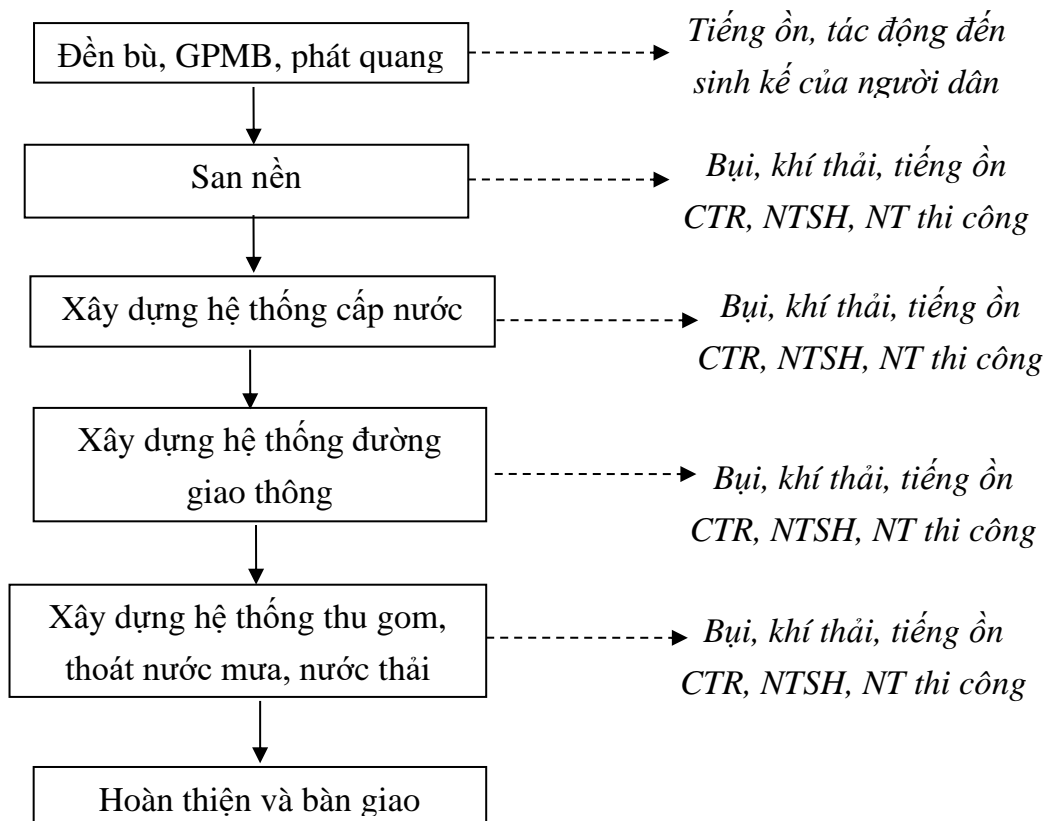 Đền bù, GPMB, phát quang
Tiếng ồn, tác động đến
sinh kế của người dân
San nền
Bụi, khí thải, tiếng ồn
CTR, NTSH, NT thi công
Xây dựng hệ thống cấp nước
Bụi, khí thải, tiếng ồn
CTR, NTSH, NT thi công
Xây dựng hệ thống đường
giao thông
Bụi, khí thải, tiếng ồn
CTR, NTSH, NT thi công
Xây dựng hệ thống thu gom,
thoát nước mưa, nước thải
Bụi, khí thải, tiếng ồn
CTR, NTSH, NT thi công
Hoàn thiện và bàn giao